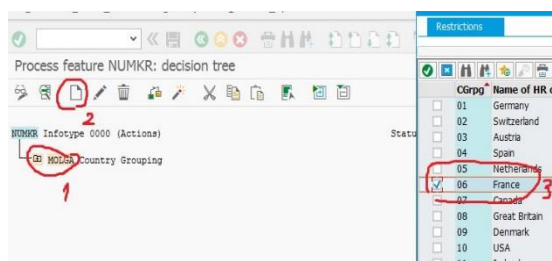 Process feature NUMKR: decision tree
2
NUMKR Infotype 0000 (Actions)
Statu
MOLGA Country Grouping
1
Restrictions
CGrpg Name of HR c
01 Germany
02 Switzerland
03 Austria
04 Spain
05 Netherlands
06 France
3
07 Canada
08 Great Britain
09 Denmark
10 USA